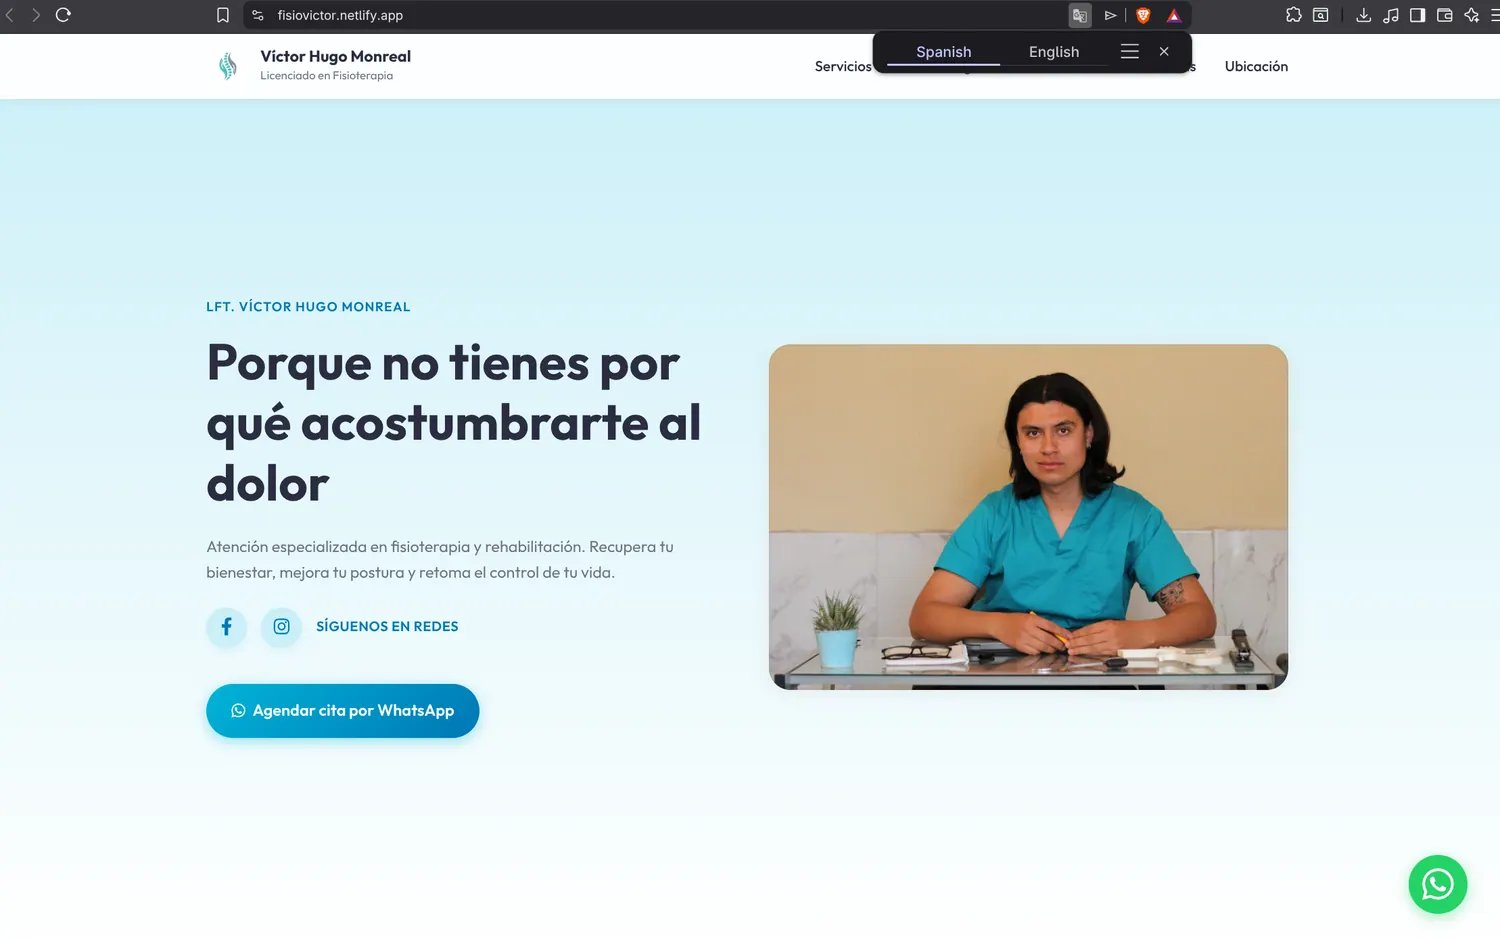 fisiovictor.netlify.app
Spanish English
Víctor Hugo Monreal
Licenciado en Fisioterapia
Servicios Ubicación
LFT. VÍCTOR HUGO MONREAL
Porque no tienes por
qué acostumbrarte al
dolor
Atención especializada en fisioterapia y rehabilitación. Recupera tu
bienestar, mejora tu postura y retoma el control de tu vida.
SÍGUENOS EN REDES
Agendar cita por WhatsApp